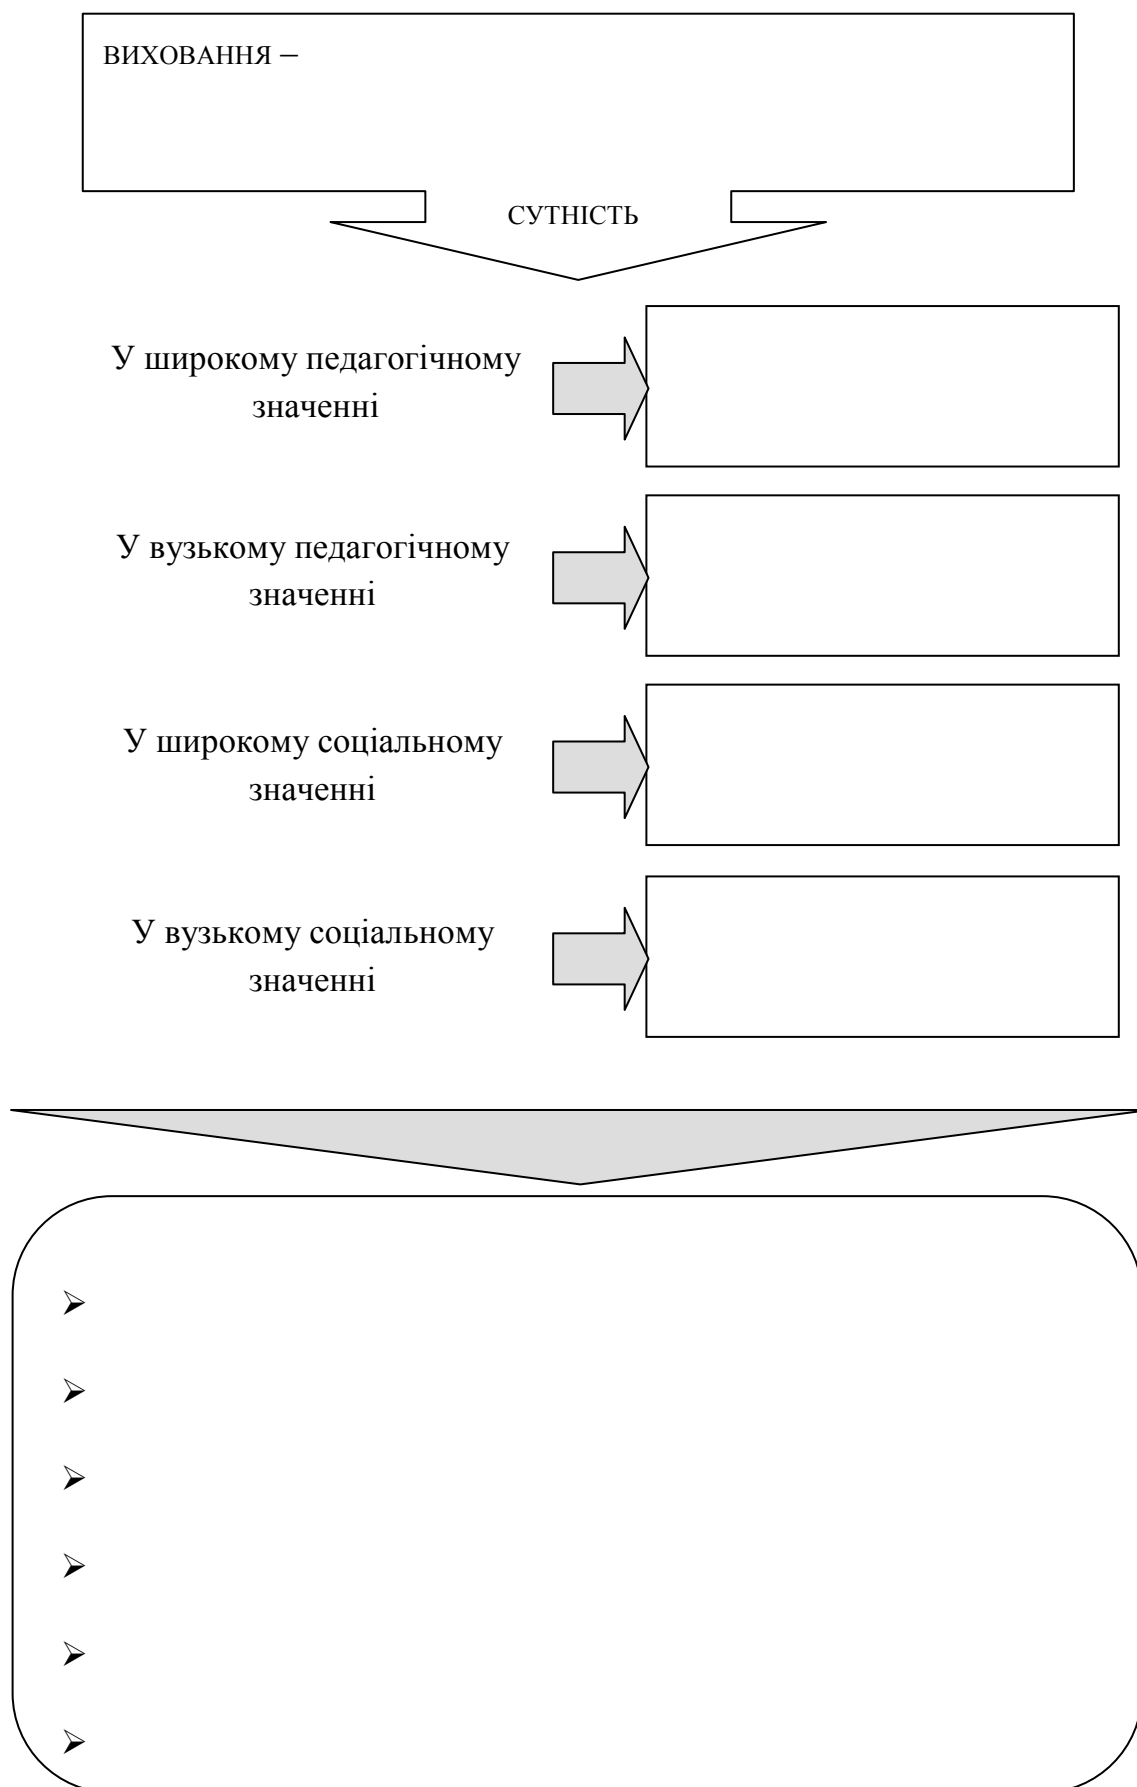 ВИХОВАННЯ –
СУТНІСТЬ
У широкому педагогічному
значенні
У вузькому педагогічному
значенні
У широкому соціальному
значенні
У вузькому соціальному
значенні